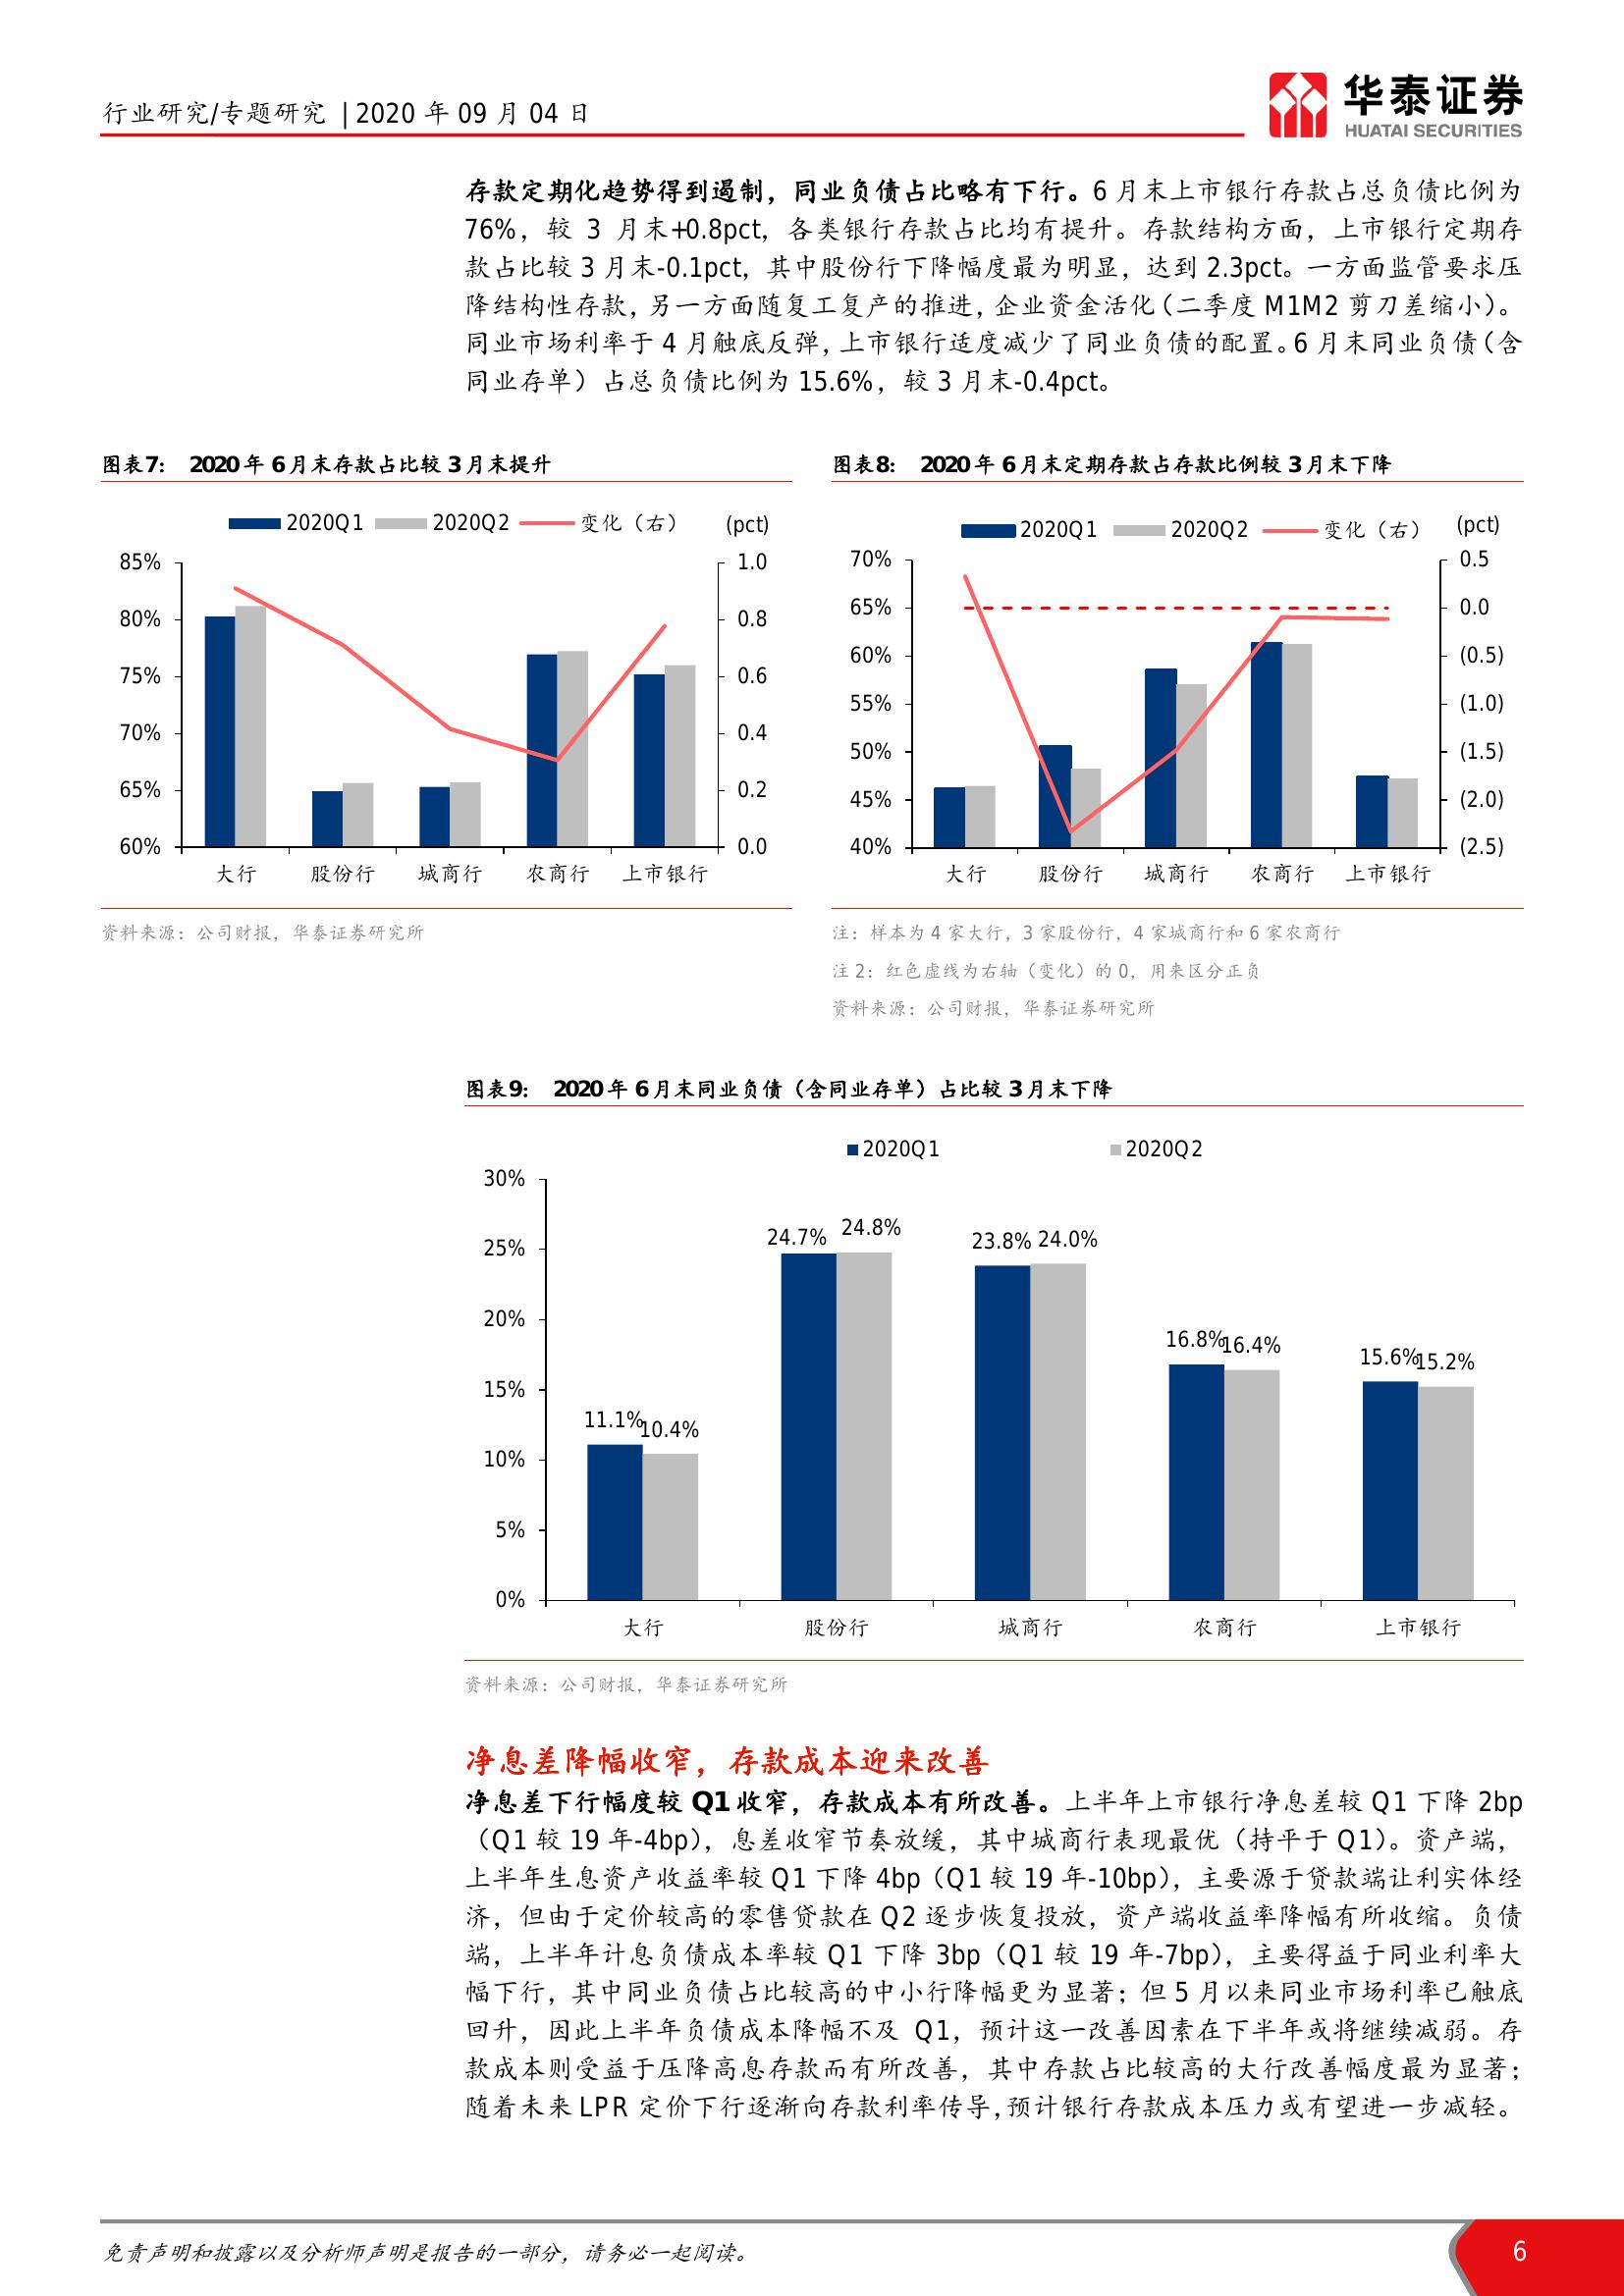 行业研究/专题研究 | 2020 年 09 月 04 日
华泰证券
HUATAI SECURITIES
存款定期化趋势得到遏制，同业负债占比略有下行。6 月末上市银行存款占总负债比例为
76%，较 3 月末+0.8pct，各类银行存款占比均有提升。存款结构方面，上市银行定期存
款占比较 3 月末-0.1pct，其中股份行下降幅度最为明显，达到 2.3pct。一方面监管要求压
降结构性存款，另一方面随复工复产的推进，企业资金活化（二季度 M1M2 剪刀差缩小）。
同业市场利率于 4 月触底反弹，上市银行适度减少了同业负债的配置。6 月末同业负债（含
同业存单）占总负债比例为 15.6%，较 3 月末-0.4pct。
图表7： 2020 年 6 月末存款占比较 3 月末提升
2020Q1 2020Q2 变化（右） (pct)
85% 1.0
80% 0.8
75% 0.6
70% 0.4
65% 0.2
60% 0.0
大行 股份行 城商行 农商行 上市银行
资料来源：公司财报，华泰证券研究所
图表8： 2020 年 6 月末定期存款占存款比例较 3 月末下降
2020Q1 2020Q2 变化（右） (pct)
70% 0.5
65% 0.0
60% (0.5)
55% (1.0)
50% (1.5)
45% (2.0)
40% (2.5)
大行 股份行 城商行 农商行 上市银行
注：样本为 4 家大行，3 家股份行，4 家城商行和 6 家农商行
注 2：红色虚线为右轴（变化）的 0，用来区分正负
资料来源：公司财报，华泰证券研究所
图表9： 2020 年 6 月末同业负债（含同业存单）占比较 3 月末下降
2020Q1 2020Q2
30%
24.7% 24.8% 23.8% 24.0%
25%
20%
16.8% 16.4% 15.6% 15.2%
15%
11.1% 10.4%
10%
5%
0%
大行 股份行 城商行 农商行 上市银行
资料来源：公司财报，华泰证券研究所
净息差降幅收窄，存款成本迎来改善
净息差下行幅度较 Q1 收窄，存款成本有所改善。上半年上市银行净息差较 Q1 下降 2bp
（Q1 较 19 年-4bp），息差收窄节奏放缓，其中城商行表现最优（持平于 Q1）。资产端，
上半年生息资产收益率较 Q1 下降 4bp（Q1 较 19 年-10bp），主要源于贷款端让利实体经
济，但由于定价较高的零售贷款在 Q2 逐步恢复投放，资产端收益率降幅有所收缩。负债
端，上半年计息负债成本率较 Q1 下降 3bp（Q1 较 19 年-7bp），主要得益于同业利率大
幅下行，其中同业负债占比较高的中小行降幅更为显著；但 5 月以来同业市场利率已触底
回升，因此上半年负债成本降幅不及 Q1，预计这一改善因素在下半年或将继续减弱。存
款成本则受益于压降高息存款而有所改善，其中存款占比较高的大行改善幅度最为显著；
随着未来 LPR 定价下行逐渐向存款利率传导，预计银行存款成本压力或有望进一步减轻。
免责声明和披露以及分析师声明是报告的一部分，请务必一起阅读。
6